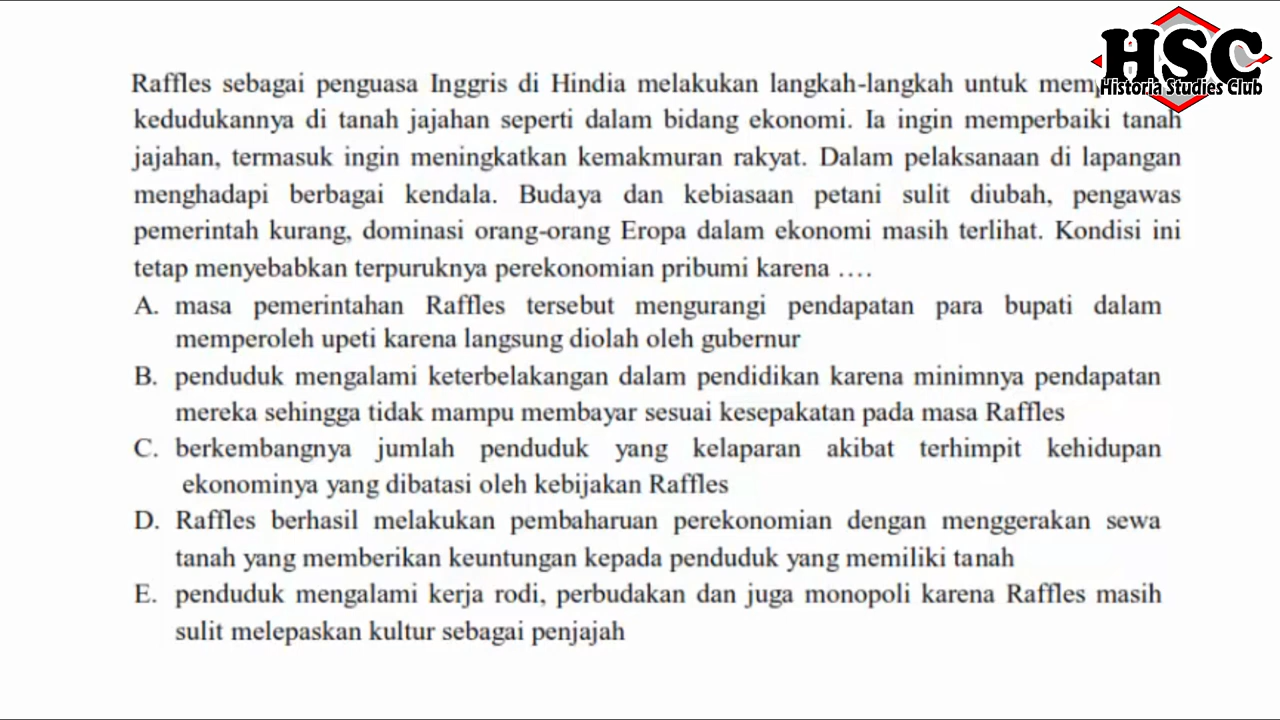 HSC
Historia Studies Club
Raffles sebagai penguasa Inggris di Hindia melakukan langkah-langkah untuk
kedudukannya di tanah jajahan seperti dalam bidang ekonomi. Ia ingin memperbaiki tanah
jajahan, termasuk ingin meningkatkan kemakmuran rakyat. Dalam pelaksanaan di lapangan
menghadapi berbagai kendala. Budaya dan kebiasaan petani sulit diubah, pengawas
pemerintah kurang, dominasi orang-orang Eropa dalam ekonomi masih terlihat. Kondisi ini
tetap menyebabkan terpuruknya perekonomian pribumi karena ….
A. masa pemerintahan Raffles tersebut mengurangi pendapatan para bupati dalam
memperoleh upeti karena langsung diolah oleh gubernur
B. penduduk mengalami keterbelakangan dalam pendidikan karena minimnya pendapatan
mereka sehingga tidak mampu membayar sesuai kesepakatan pada masa Raffles
C. berkembangnya jumlah penduduk yang kelaparan akibat terhimpit kehidupan
ekonominya yang dibatasi oleh kebijakan Raffles
D. Raffles berhasil melakukan pembaharuan perekonomian dengan menggerakan sewa
tanah yang memberikan keuntungan kepada penduduk yang memiliki tanah
E. penduduk mengalami kerja rodi, perbudakan dan juga monopoli karena Raffles masih
sulit melepaskan kultur sebagai penjajah